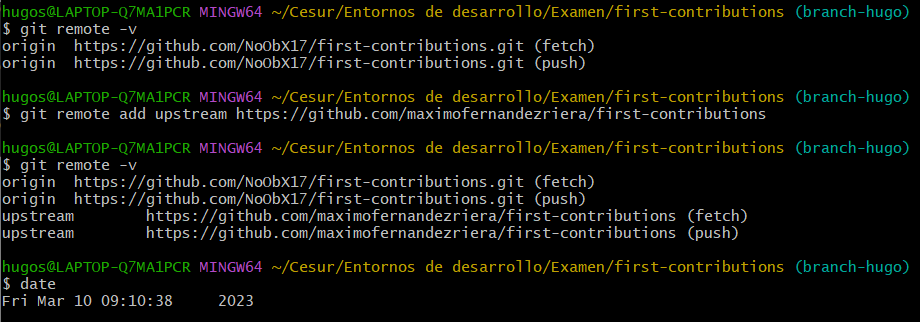 hugos@LAPTOP-Q7MA1PCR MINGW64 ~/Cesur/Entornos de desarrollo/Examen/first-contributions (branch-hugo)
$ git remote -v
origin  https://github.com/NoObX17/first-contributions.git (fetch)
origin  https://github.com/NoObX17/first-contributions.git (push)
hugos@LAPTOP-Q7MA1PCR MINGW64 ~/Cesur/Entornos de desarrollo/Examen/first-contributions (branch-hugo)
$ git remote add upstream https://github.com/maximofernandezriera/first-contributions
hugos@LAPTOP-Q7MA1PCR MINGW64 ~/Cesur/Entornos de desarrollo/Examen/first-contributions (branch-hugo)
$ git remote -v
origin  https://github.com/NoObX17/first-contributions.git (fetch)
origin  https://github.com/NoObX17/first-contributions.git (push)
upstream        https://github.com/maximofernandezriera/first-contributions (fetch)
upstream        https://github.com/maximofernandezriera/first-contributions (push)
hugos@LAPTOP-Q7MA1PCR MINGW64 ~/Cesur/Entornos de desarrollo/Examen/first-contributions (branch-hugo)
$ date
Fri Mar 10 09:10:38     2023